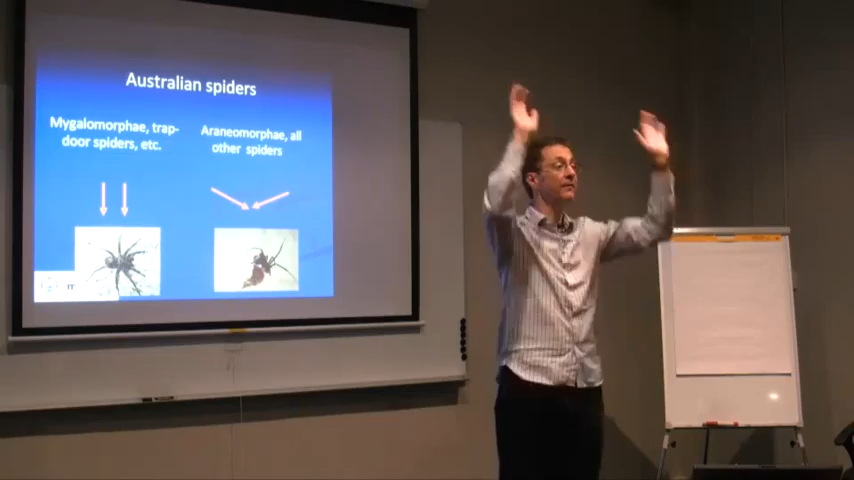 Australian spiders
Mygalomorphae, trap-
door spiders, etc.
Araneomorphae, all
other spiders